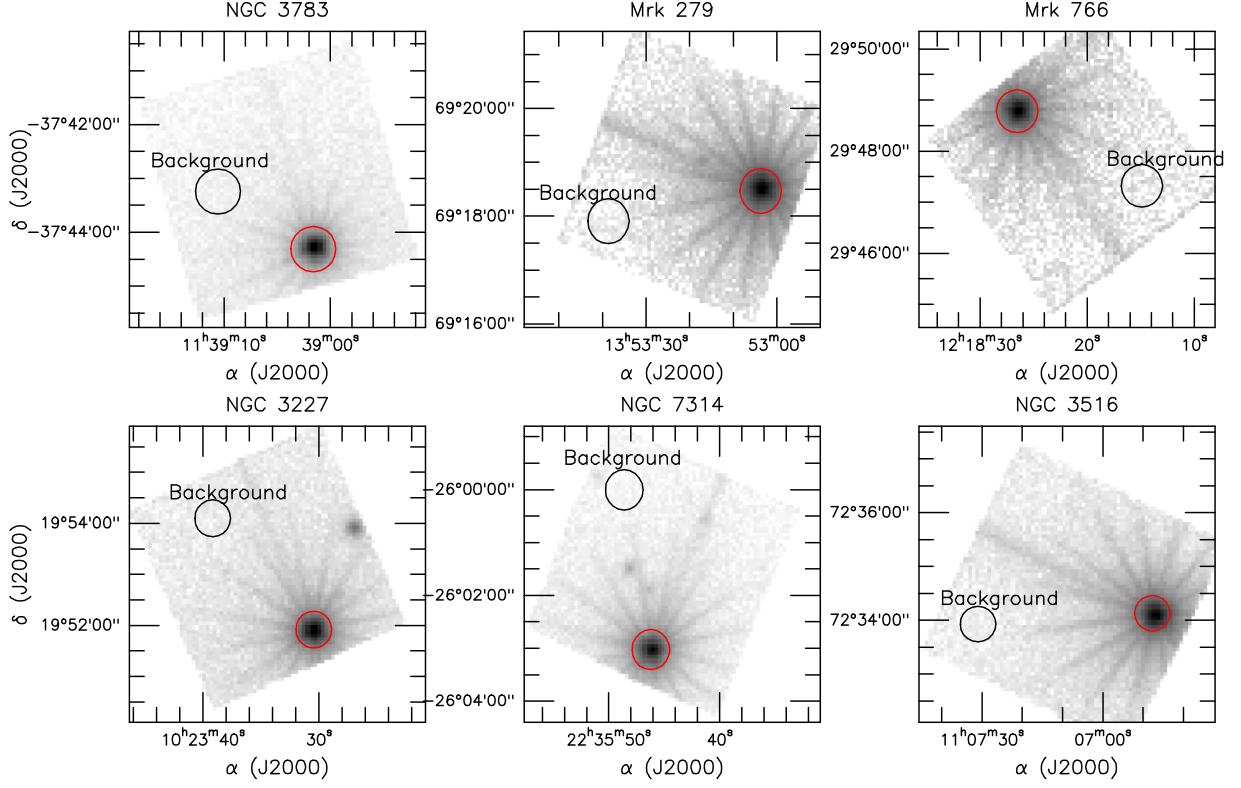 NGC 3783
Mrk 279
Mrk 766
δ (J2000)
−37°42'00"
−37°44'00"
Background
11ʰ39ᵐ10ˢ
39ᵐ00ˢ
α (J2000)
69°20'00"
69°18'00"
69°16'00"
Background
13ʰ53ᵐ30ˢ
53ᵐ00ˢ
α (J2000)
29°50'00"
29°48'00"
29°46'00"
Background
12ʰ18ᵐ30ˢ
20ˢ
10ˢ
α (J2000)
NGC 3227
NGC 7314
NGC 3516
δ (J2000)
19°54'00"
19°52'00"
Background
10ʰ23ᵐ40ˢ
30ˢ
α (J2000)
−26°00'00"
−26°02'00"
−26°04'00"
Background
22ʰ35ᵐ50ˢ
40ˢ
α (J2000)
72°36'00"
72°34'00"
Background
11ʰ07ᵐ30ˢ
07ᵐ00ˢ
α (J2000)